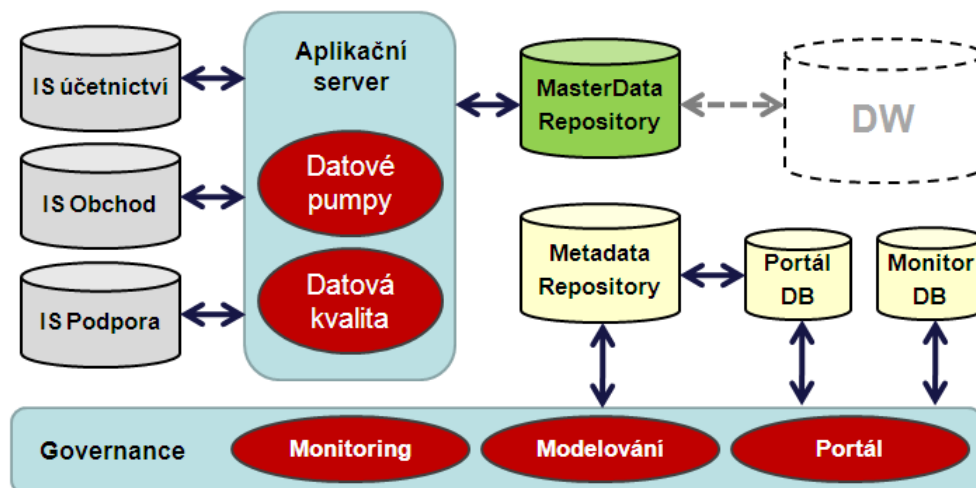 IS účetnictví
IS Obchod
IS Podpora
Aplikační
server
Datové
pumpy
Datová
kvalita
MasterData
Repository
DW
Metadata
Repository
Portál
DB
Monitor
DB
Governance
Monitoring
Modelování
Portál